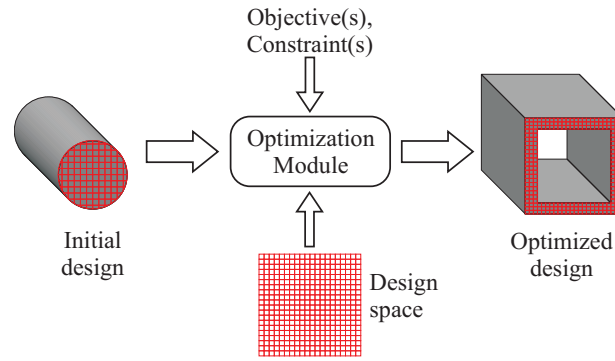 Objective(s),
Constraint(s)
Optimization
Module
Initial
design
Design
space
Optimized
design